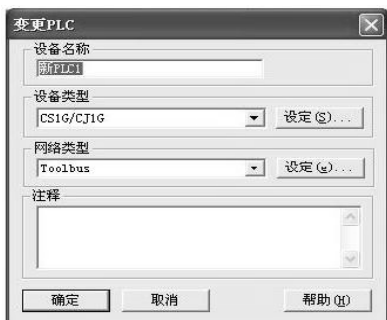 变更PLC
设备名称
新PLC1
设备类型
CS1G/CJ1G
设定(S)...
网络类型
Toolbus
设定(w)...
注释
确定
取消
帮助(H)